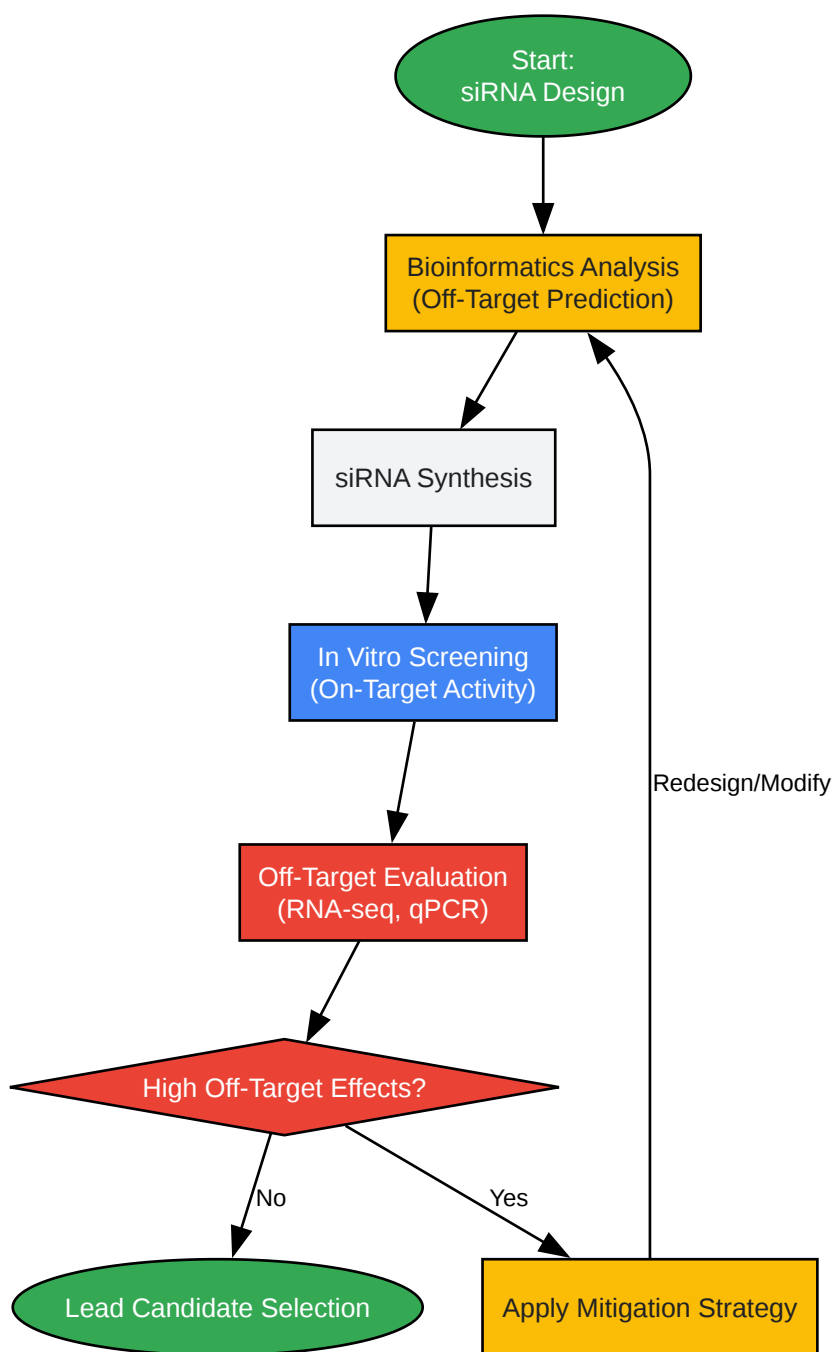 Start:
siRNA Design
Bioinformatics Analysis
(Off-Target Prediction)
siRNA Synthesis
In Vitro Screening
(On-Target Activity)
Redesign/Modify
Off-Target Evaluation
(RNA-seq, qPCR)
High Off-Target Effects?
No
Yes
Lead Candidate Selection
Apply Mitigation Strategy